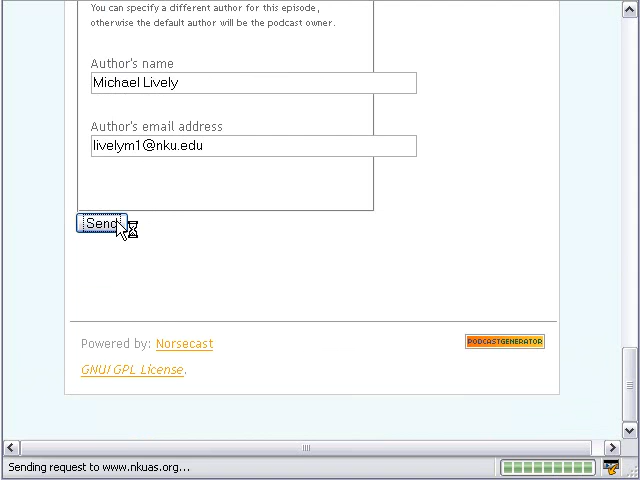 You can specify a different author for this episode,
otherwise the default author will be the podcast owner.
Author's name
Michael Lively
Author's email address
livelym1@nku.edu
Send
Powered by: Norsecast
PODCASTGENERATOR
GNU/GPL License.
Sending request to www.nkuas.org...